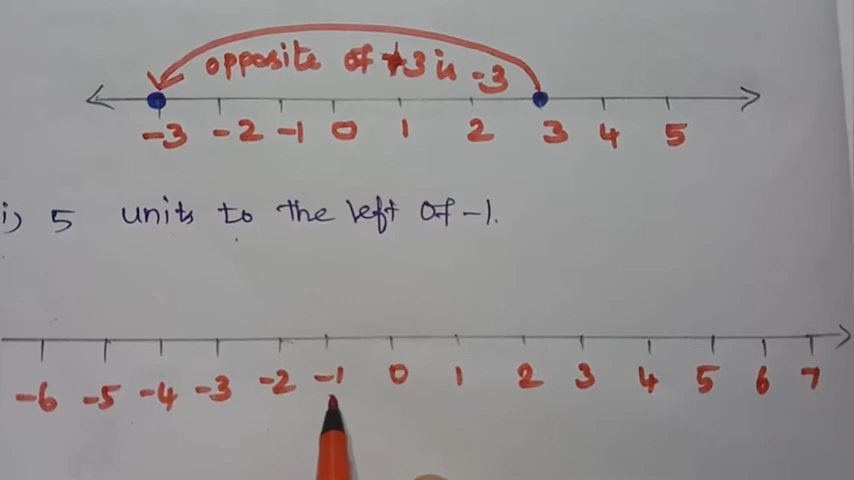 opposite of +3 is -3
-3 -2 -1 0 1 2 3 4 5
i) 5 units to the left of -1.
-6 -5 -4 -3 -2 -1 0 1 2 3 4 5 6 7